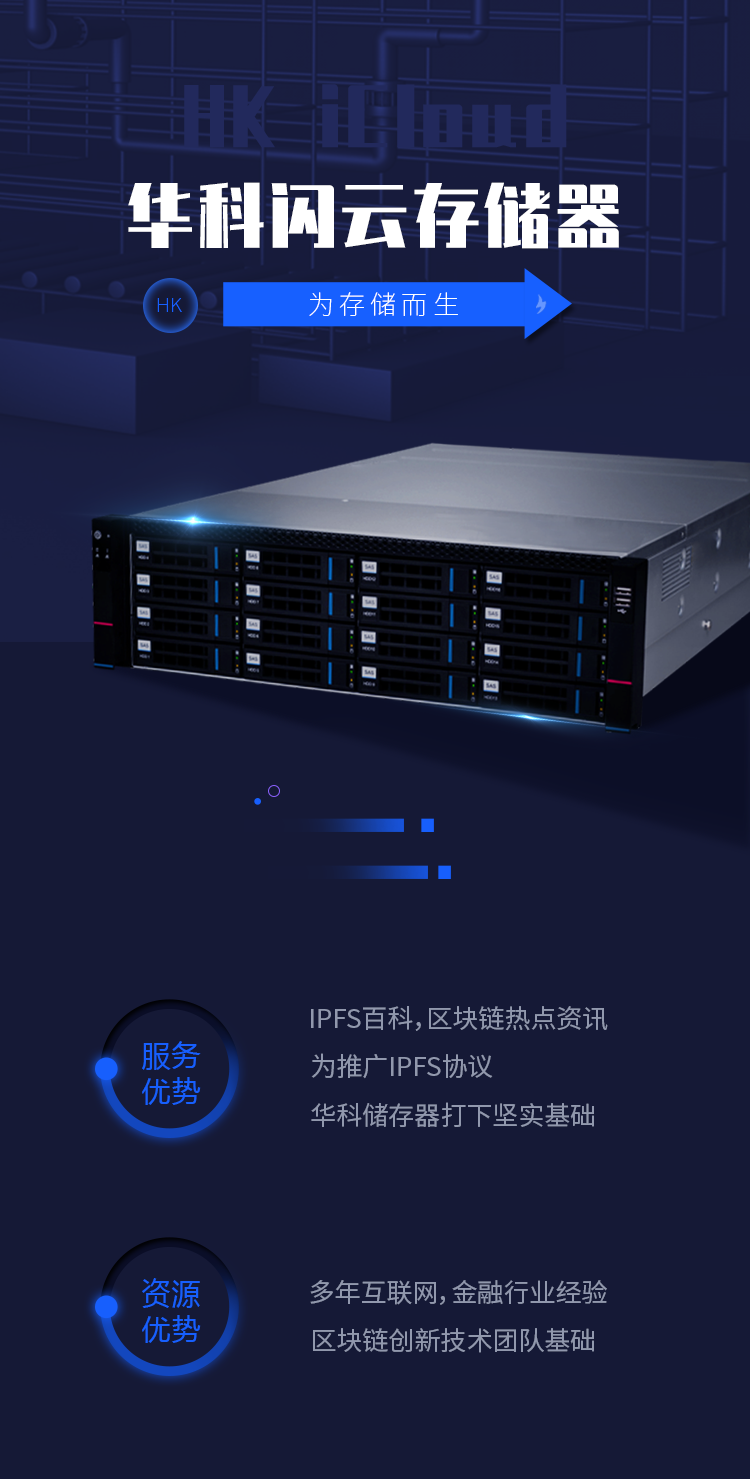 HK iCloud
华科闪云存储器
HK
为存储而生
服务
优势
IPFS百科，区块链热点资讯
为推广IPFS协议
华科储存器打下坚实基础
资源
优势
多年互联网，金融行业经验
区块链创新技术团队基础